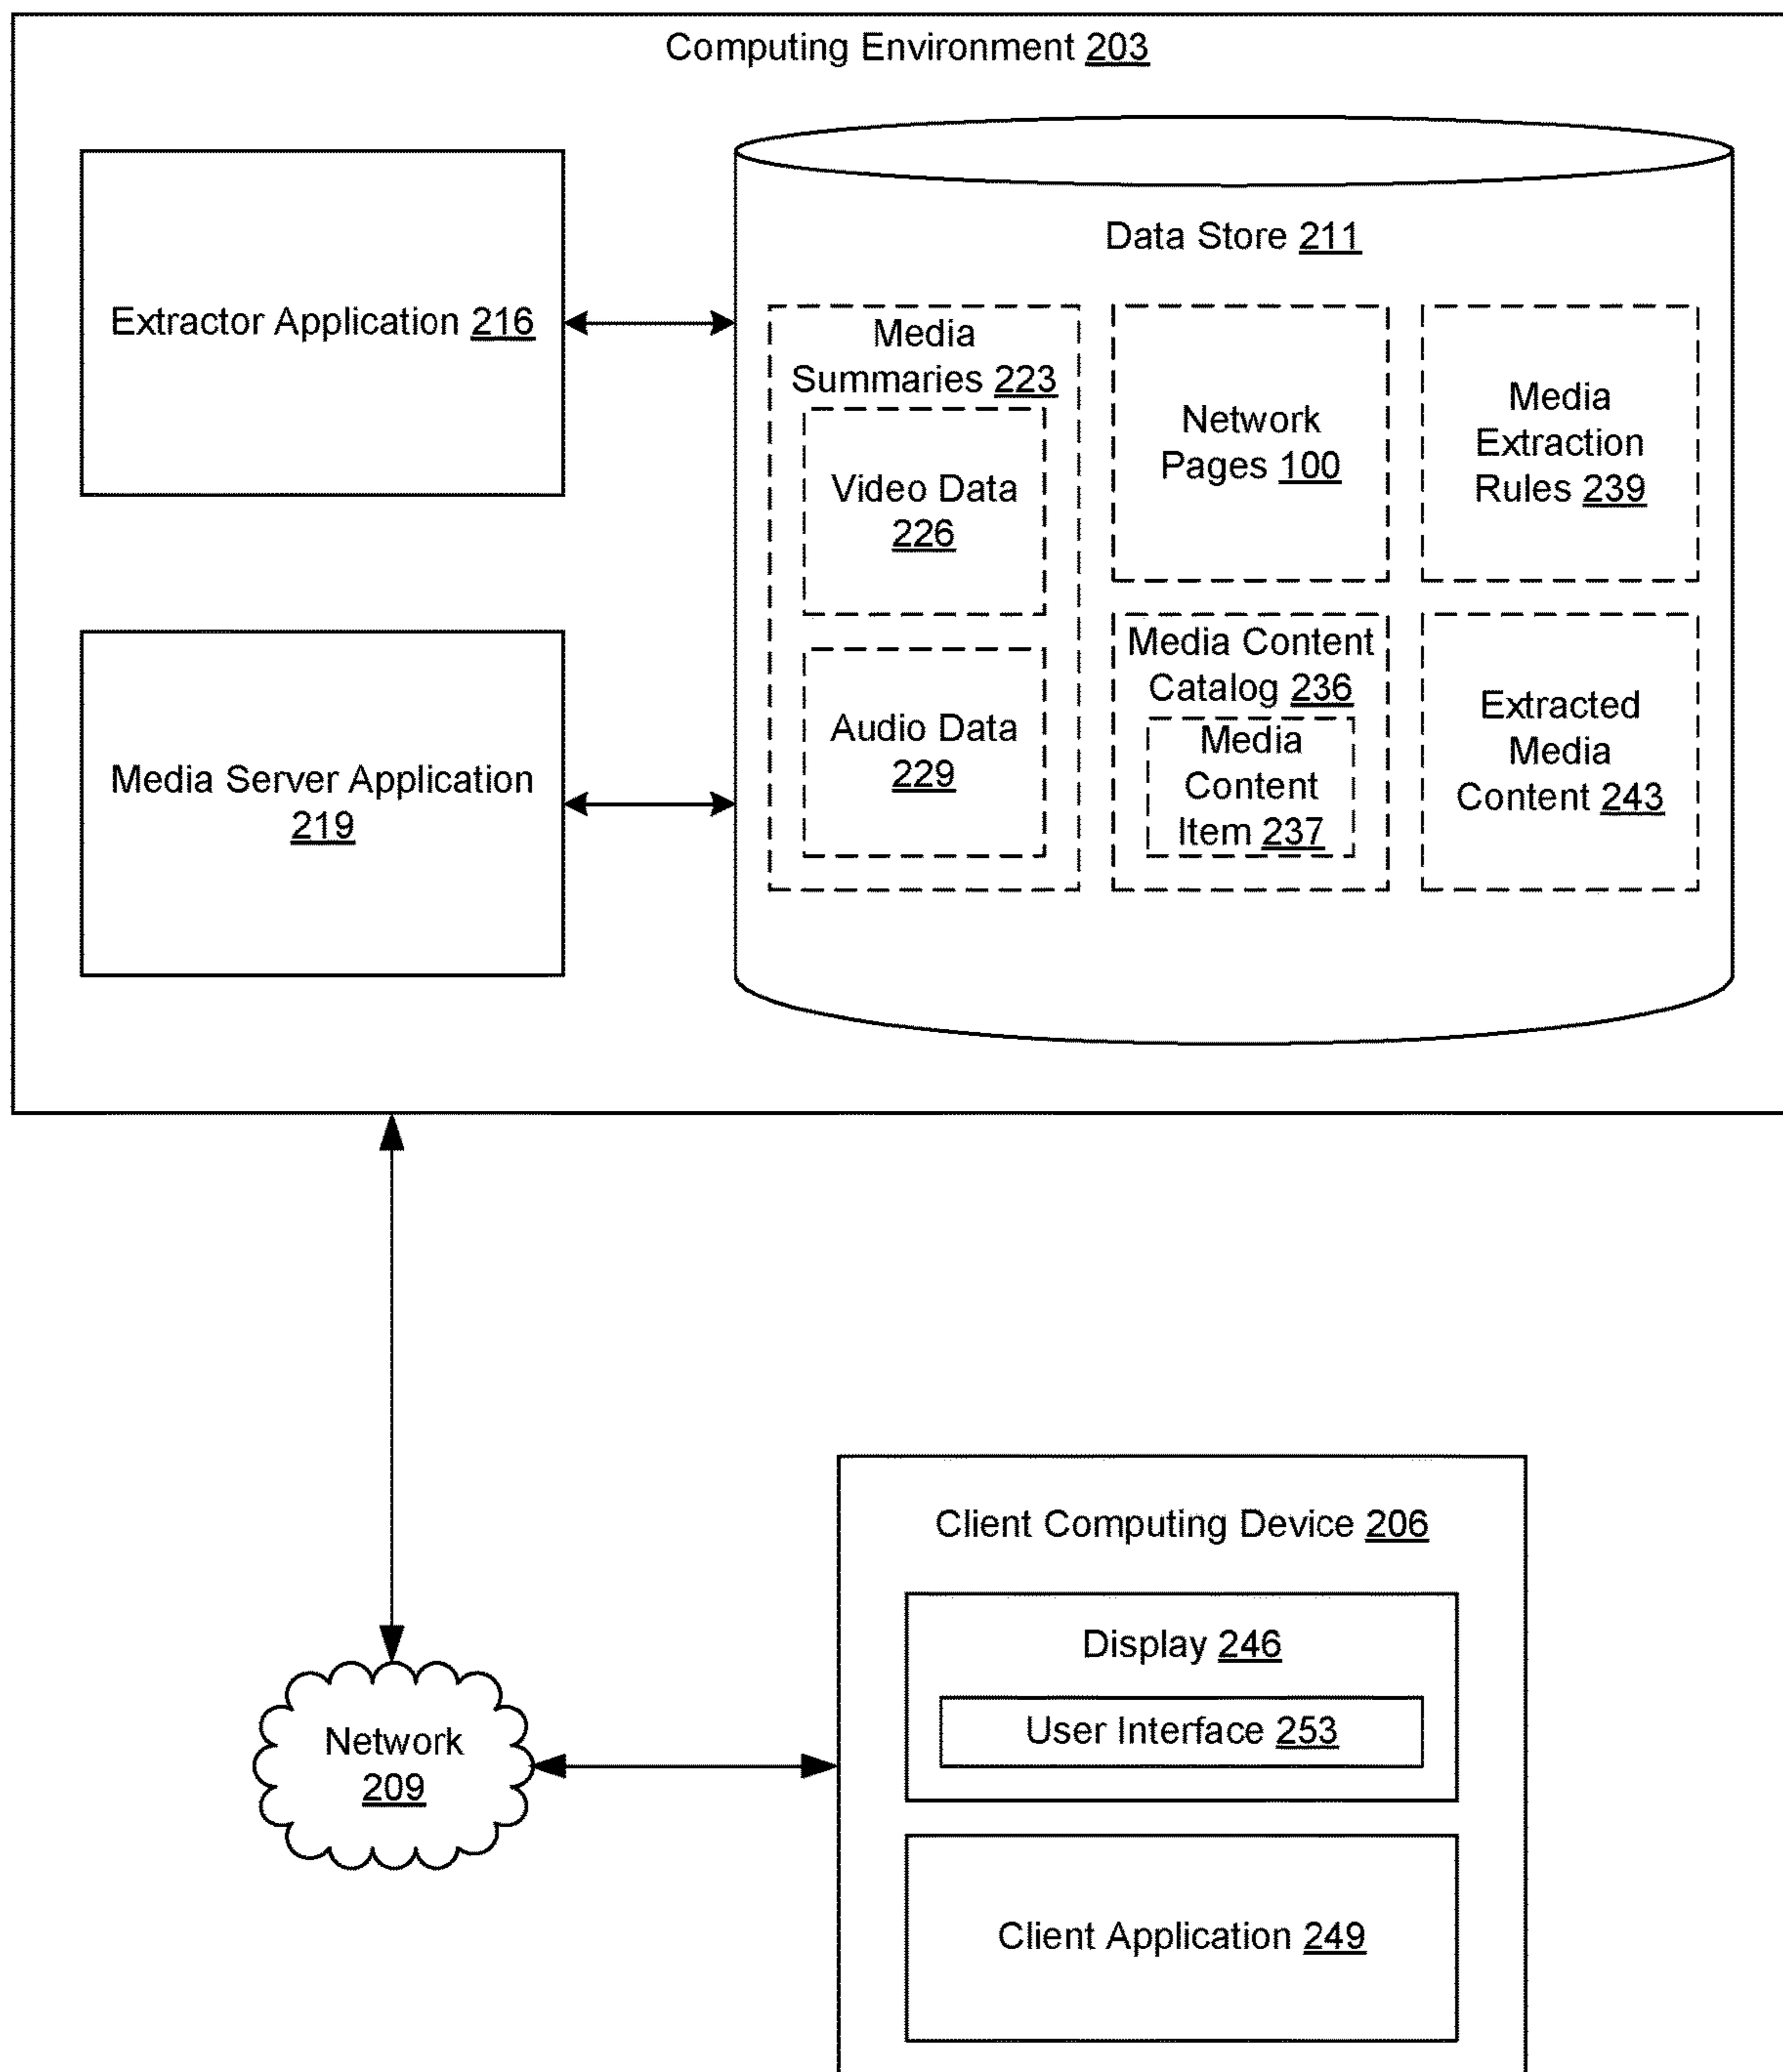 Computing Environment 203
Extractor Application 216
Media Server Application
219
Data Store 211
Media
Summaries 223
Video Data
226
Audio Data
229
Network
Pages 100
Media Content
Catalog 236
Media
Content
Item 237
Media
Extraction
Rules 239
Extracted
Media
Content 243
Network
209
Client Computing Device 206
Display 246
User Interface 253
Client Application 249